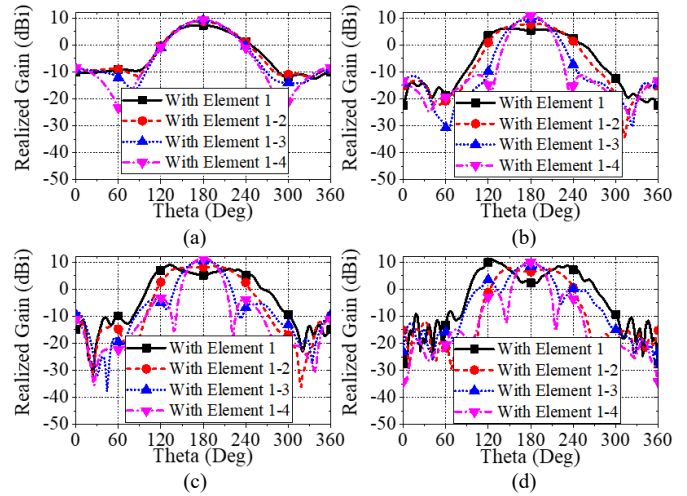 Realized Gain (dBi)
10
0
-10
-20
-30
-40
-50
With Element 1
With Element 1-2
With Element 1-3
With Element 1-4
0 60 120 180 240 300 360
Theta (Deg)
(a)
Realized Gain (dBi)
10
0
-10
-20
-30
-40
-50
With Element 1
With Element 1-2
With Element 1-3
With Element 1-4
0 60 120 180 240 300 360
Theta (Deg)
(b)
Realized Gain (dBi)
10
0
-10
-20
-30
-40
-50
With Element 1
With Element 1-2
With Element 1-3
With Element 1-4
0 60 120 180 240 300 360
Theta (Deg)
(c)
Realized Gain (dBi)
10
0
-10
-20
-30
-40
-50
With Element 1
With Element 1-2
With Element 1-3
With Element 1-4
0 60 120 180 240 300 360
Theta (Deg)
(d)